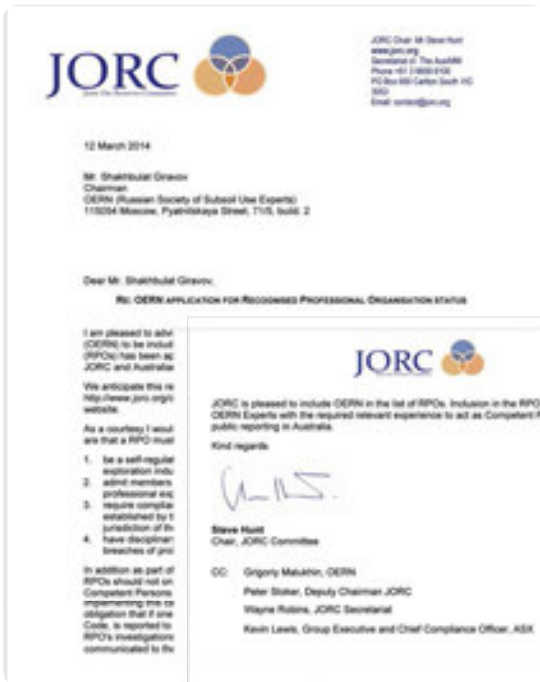 JORC
JORC Chair Mr Steve Hunt
www.jorc.org
Secretariat of The AusIMM
PO Box 660 Carlton South VIC
3053
Email: contact@jorc.org
12 March 2014
Mr. Shakhbulat Giravov
Chairman
OERN (Russian Society of Subsoil Use Experts)
115054 Moscow, Pyatnitskaya Street, 71/5, build. 2
Dear Mr. Shakhbulat Giravov,
RE: OERN APPLICATION FOR RECOGNISED PROFESSIONAL ORGANISATION STATUS
I am pleased to advi
(OERN) to be includ
(RPOs) has been ap
JORC and Australia
We anticipate this re
http://www.jorc.org/c
website.
As a courtesy I woul
are that a RPO must
1. be a self-regulat
exploration indu
2. admit members
professional exp
3. require complia
established by t
jurisdiction of th
4. have disciplinar
breaches of pro
In addition as part of
RPOs should not on
Competent Persons
implementing this co
obligation that if one
Code, is reported to
RPO's investigations
communicated to the
JORC
JORC is pleased to include OERN in the list of RPOs. Inclusion in the RPO
OERN Experts with the required relevant experience to act as Competent P
public reporting in Australia.
Kind regards
Steve Hunt
Chair, JORC Committee
CC: Grigory Malukhin, OERN
Peter Stoker, Deputy Chairman JORC
Wayne Robins, JORC Secretariat
Kevin Lewis, Group Executive and Chief Compliance Officer, ASX